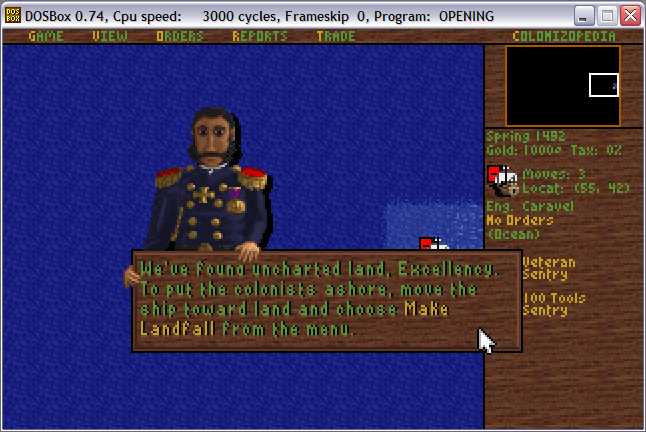 DOSBox 0.74, Cpu speed: 3000 cycles, Frameskip 0, Program: OPENING
GAME VIEW ORDERS REPORTS TRADE COLONIZOPEDIA
Spring 1492
Gold: 1000¢ Tax: 0%
Moves: 3
Locat: (55, 42)
Eng. Caravel
No Orders
(Ocean)
Veteran
Sentry
100 Tools
Sentry
We've found uncharted land, Excellency.
To put the colonists ashore, move the
ship toward land and choose Make
Landfall from the menu.